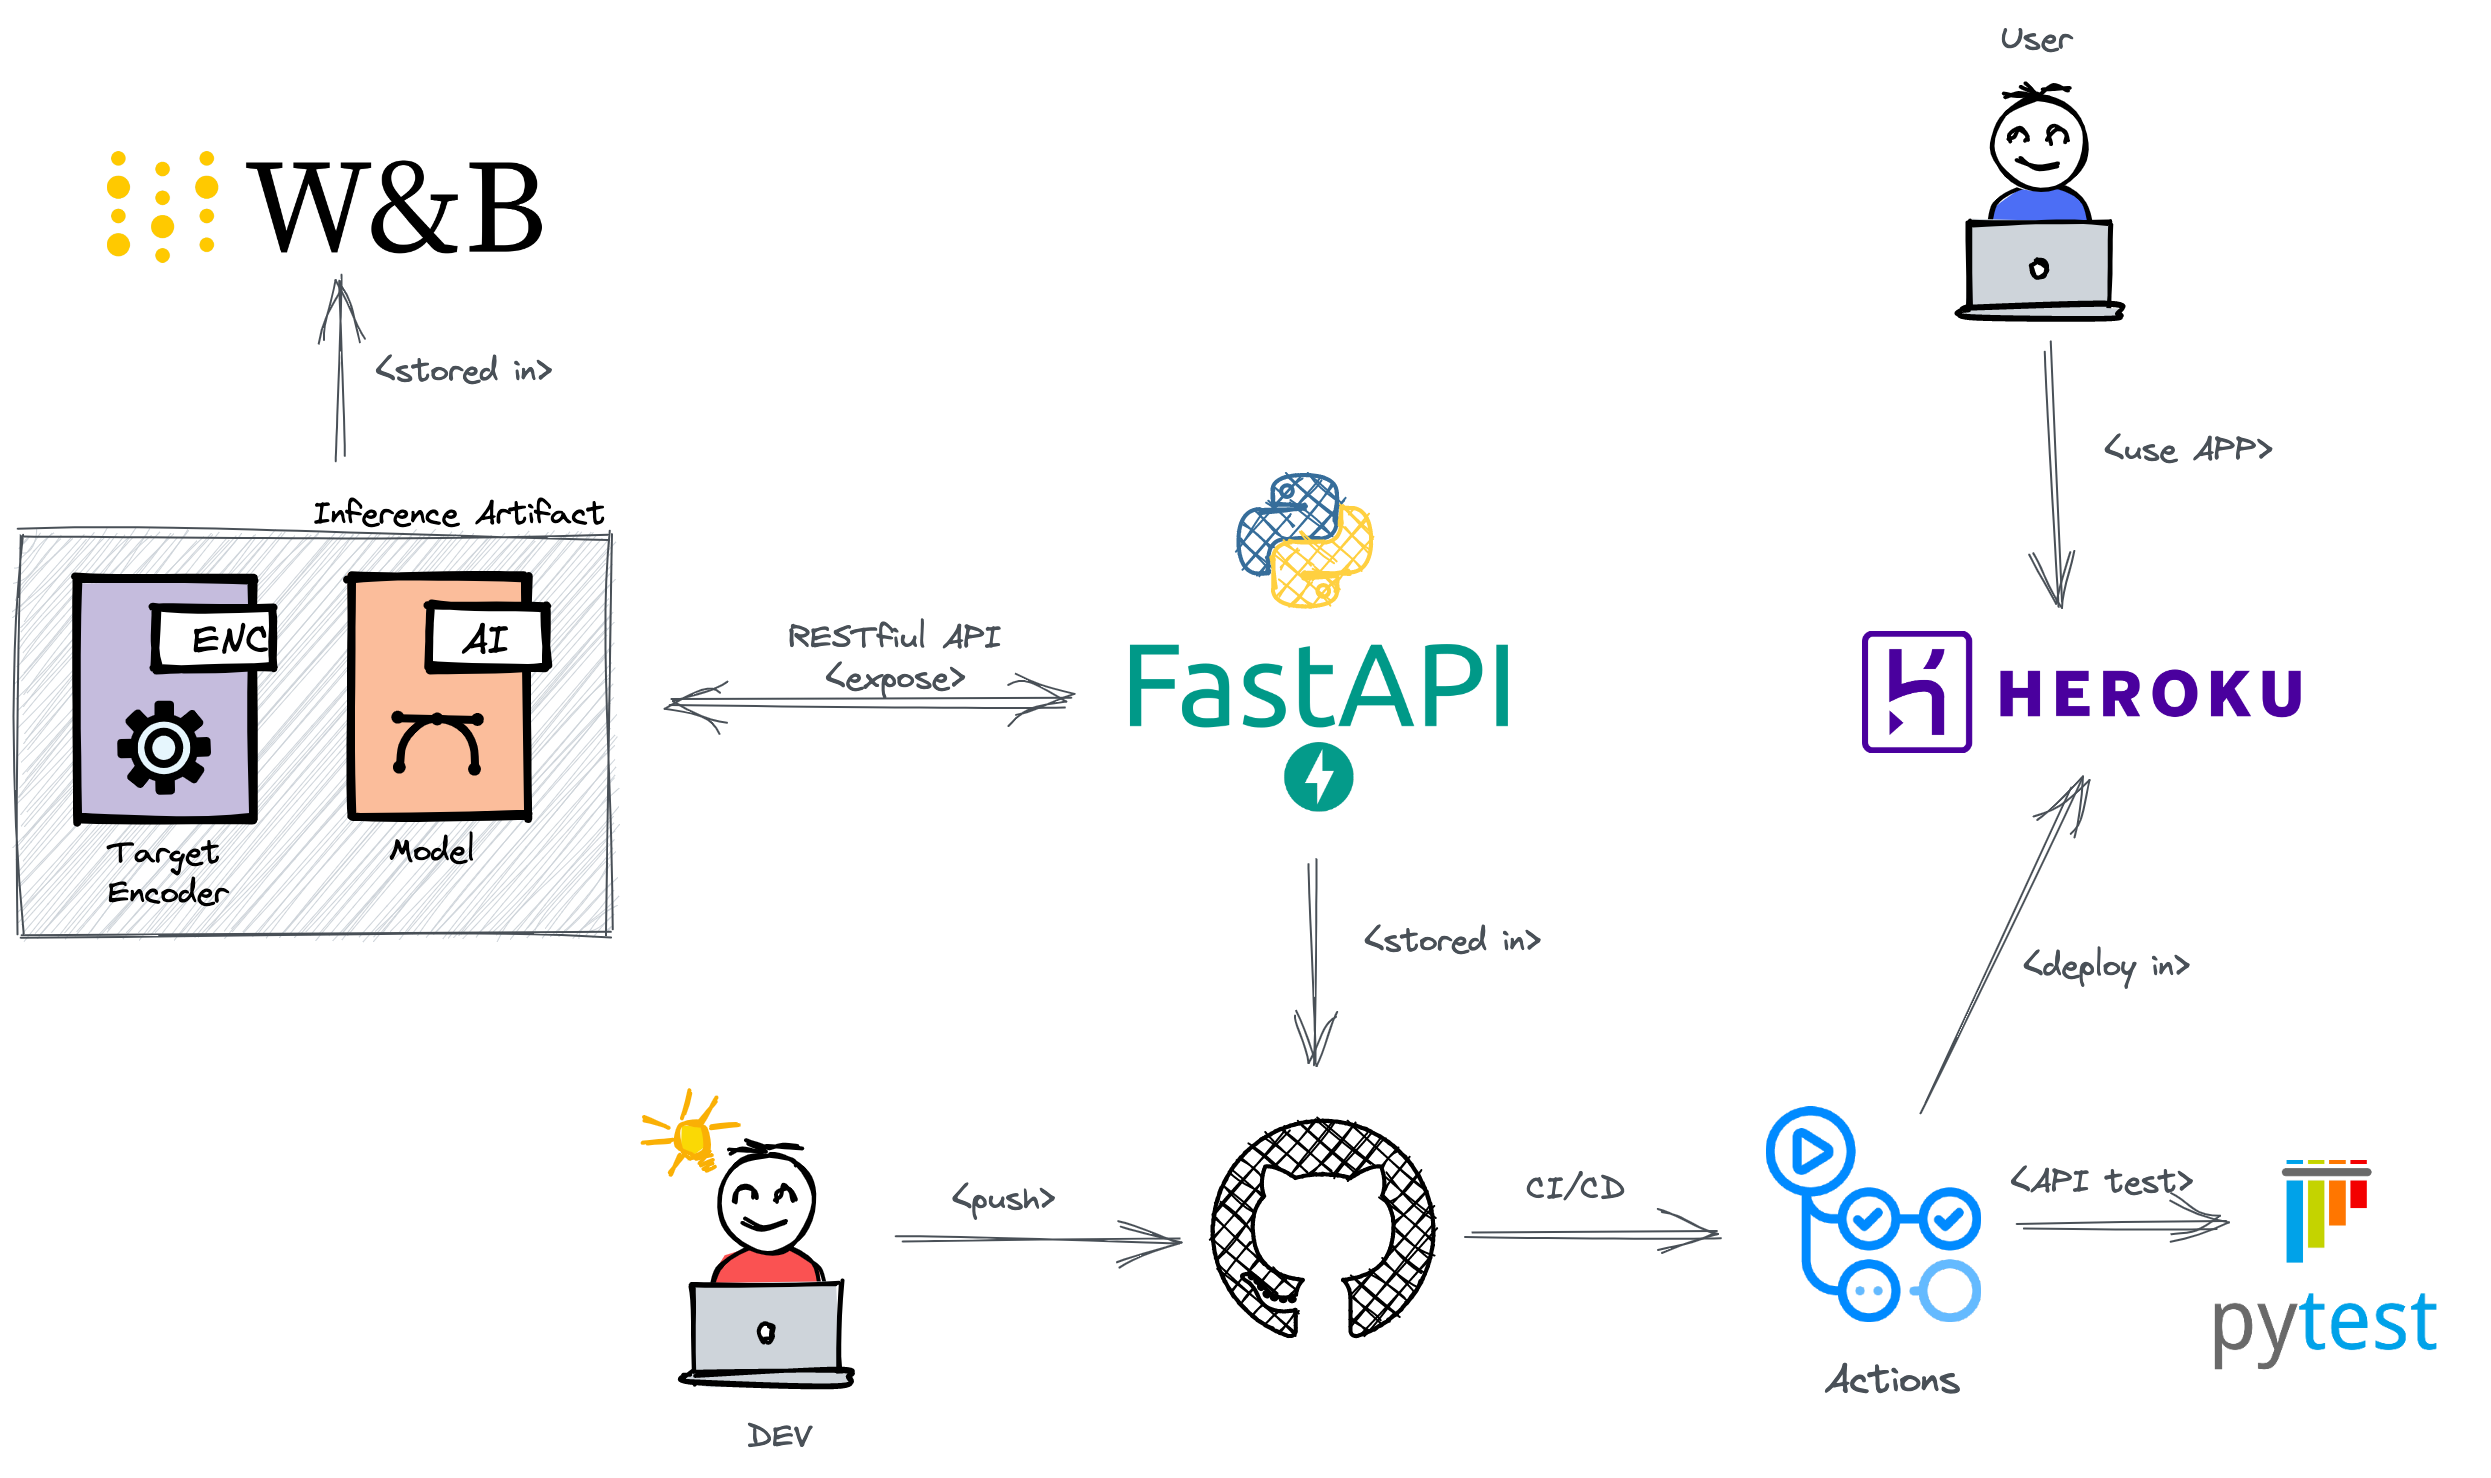 User
W&B
<stored in>
<use APP>
Inference Artifact
ENC
AI
Target
Encoder
Model
RESTful API
<expose>
FastAPI
HEROKU
<stored in>
<deploy in>
<push>
CI/CD
<API test>
pytest
Actions
DEV